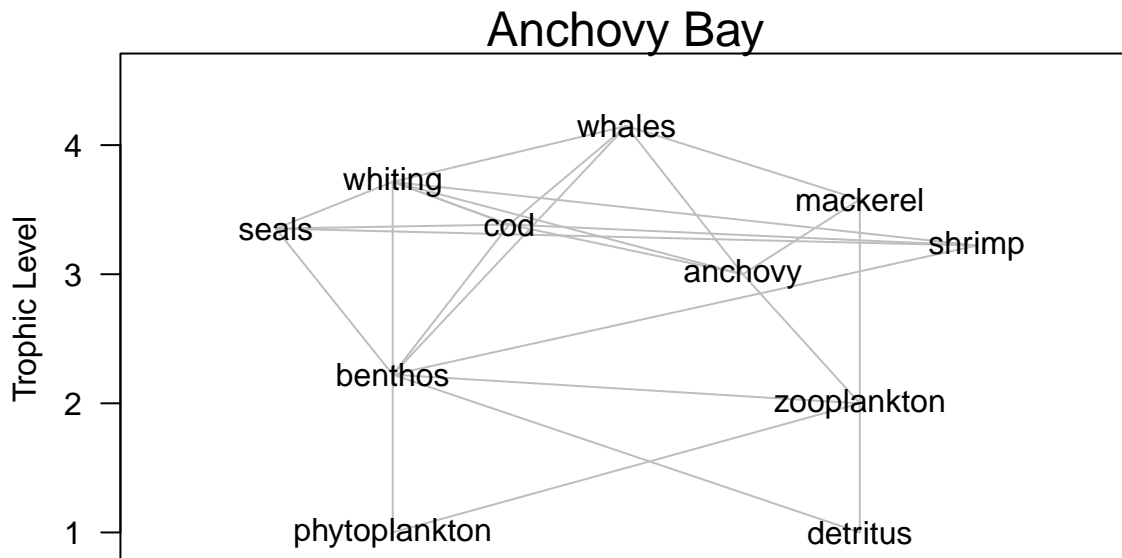 Anchovy Bay
whales
4
whiting
mackerel
seals
cod
shrimp
anchovy
3
Trophic Level
benthos
zooplankton
2
phytoplankton
detritus
1